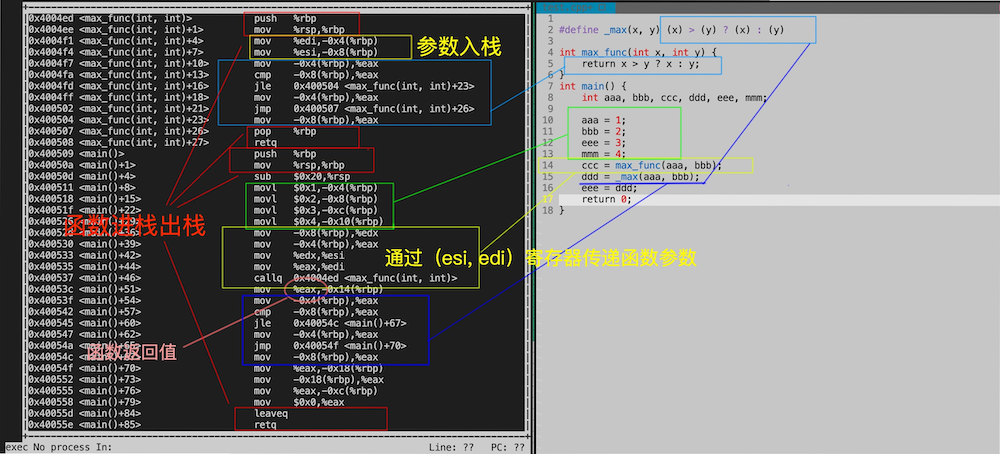 0x4004ed <max_func(int, int)> push %rbp
0x4004ee <max_func(int, int)+1> mov %rsp,%rbp
0x4004f1 <max_func(int, int)+4> mov %edi,-0x4(%rbp)
0x4004f4 <max_func(int, int)+7> mov %esi,-0x8(%rbp)
参数入栈
0x4004f7 <max_func(int, int)+10> mov -0x4(%rbp),%eax
0x4004fa <max_func(int, int)+13> cmp -0x8(%rbp),%eax
0x4004fd <max_func(int, int)+16> jle 0x400504 <max_func(int, int)+23>
0x4004ff <max_func(int, int)+18> mov -0x4(%rbp),%eax
0x400502 <max_func(int, int)+21> jmp 0x400507 <max_func(int, int)+26>
0x400504 <max_func(int, int)+23> mov -0x8(%rbp),%eax
0x400507 <max_func(int, int)+26> pop %rbp
0x400508 <max_func(int, int)+27> retq
0x400509 <main()> push %rbp
0x40050a <main()+1> mov %rsp,%rbp
0x40050d <main()+4> sub $0x20,%rsp
0x400511 <main()+8> movl $0x1,-0x4(%rbp)
0x400518 <main()+15> movl $0x2,-0x8(%rbp)
0x40051f <main()+22> movl $0x3,-0xc(%rbp)
movl $0x4,-0x10(%rbp)
函数进栈出栈
mov -0x8(%rbp),%edx
0x400530 <main()+39> mov -0x4(%rbp),%eax
0x400533 <main()+42> mov %edx,%esi
0x400535 <main()+44> mov %eax,%edi
0x400537 <main()+46> callq 0x4004ed <max_func(int, int)>
0x40053c <main()+51> mov %eax,-0x14(%rbp)
0x40053f <main()+54> mov -0x4(%rbp),%eax
0x400542 <main()+57> cmp -0x8(%rbp),%eax
0x400545 <main()+60> jle 0x40054c <main()+67>
0x400547 <main()+62> mov -0x4(%rbp),%eax
0x40054a <main()+65> jmp 0x40054f <main()+70>
函数返回值
0x40054c mov -0x8(%rbp),%eax
0x40054f <main()+70> mov %eax,-0x18(%rbp)
0x400552 <main()+73> mov -0x18(%rbp),%eax
0x400555 <main()+76> mov %eax,-0xc(%rbp)
0x400558 <main()+79> mov $0x0,%eax
0x40055d <main()+84> leaveq
0x40055e <main()+85> retq
exec No process In: Line: ?? PC: ??
1
2 #define _max(x, y) (x) > (y) ? (x) : (y)
3
4 int max_func(int x, int y) {
5 return x > y ? x : y;
6 }
7 int main() {
8 int aaa, bbb, ccc, ddd, eee, mmm;
9
10 aaa = 1;
11 bbb = 2;
12 eee = 3;
13 mmm = 4;
14 ccc = max_func(aaa, bbb);
15 ddd = _max(aaa, bbb);
16 eee = ddd;
17 return 0;
18 }
通过（esi, edi）寄存器传递函数参数